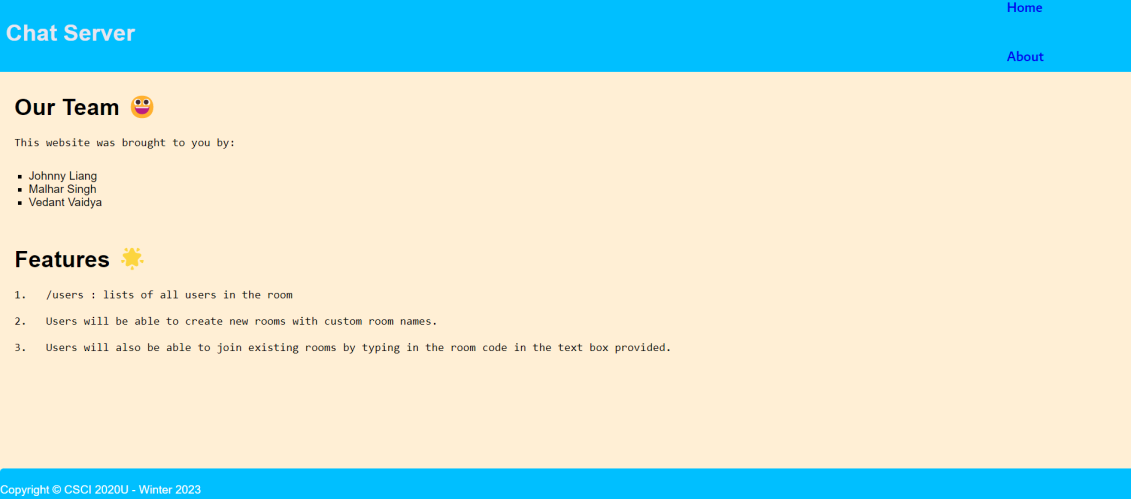 Home
Chat Server
About
Our Team
This website was brought to you by:
Johnny Liang
Malhar Singh
Vedant Vaidya
Features
1. /users : lists of all users in the room
2. Users will be able to create new rooms with custom room names.
3. Users will also be able to join existing rooms by typing in the room code in the text box provided.
Copyright © CSCI 2020U - Winter 2023